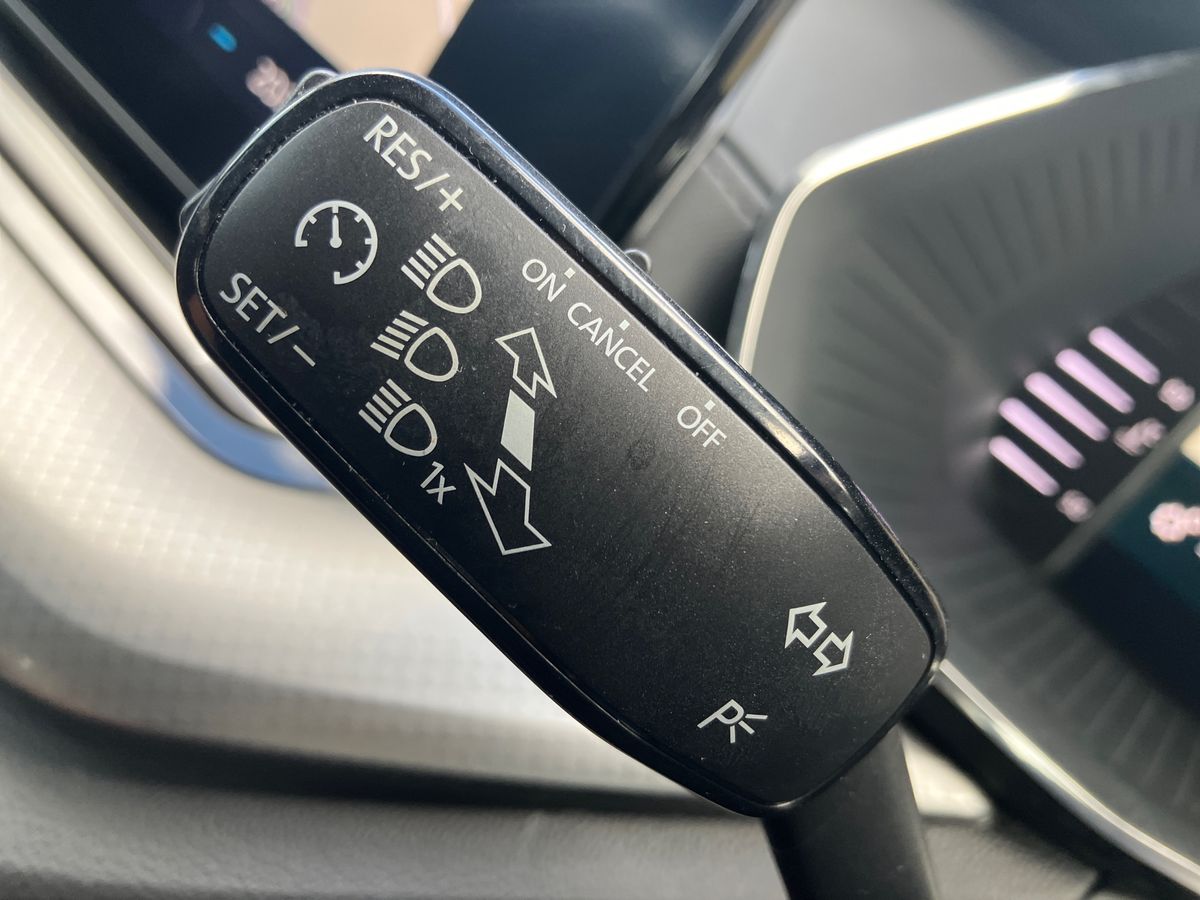 RES/+
SET/–
ON CANCEL OFF
1x
P